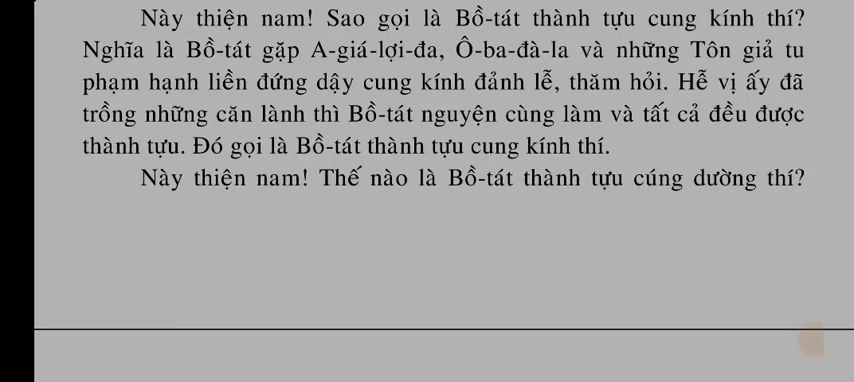 Này thiện nam! Sao gọi là Bồ-tát thành tựu cung kính thí?
Nghĩa là Bồ-tát gặp A-giá-lợi-đa, Ô-ba-đà-la và những Tôn giả tu
phạm hạnh liền đứng dậy cung kính đảnh lễ, thăm hỏi. Hễ vị ấy đã
trồng những căn lành thì Bồ-tát nguyện cùng làm và tất cả đều được
thành tựu. Đó gọi là Bồ-tát thành tựu cung kính thí.
Này thiện nam! Thế nào là Bồ-tát thành tựu cúng dường thí?